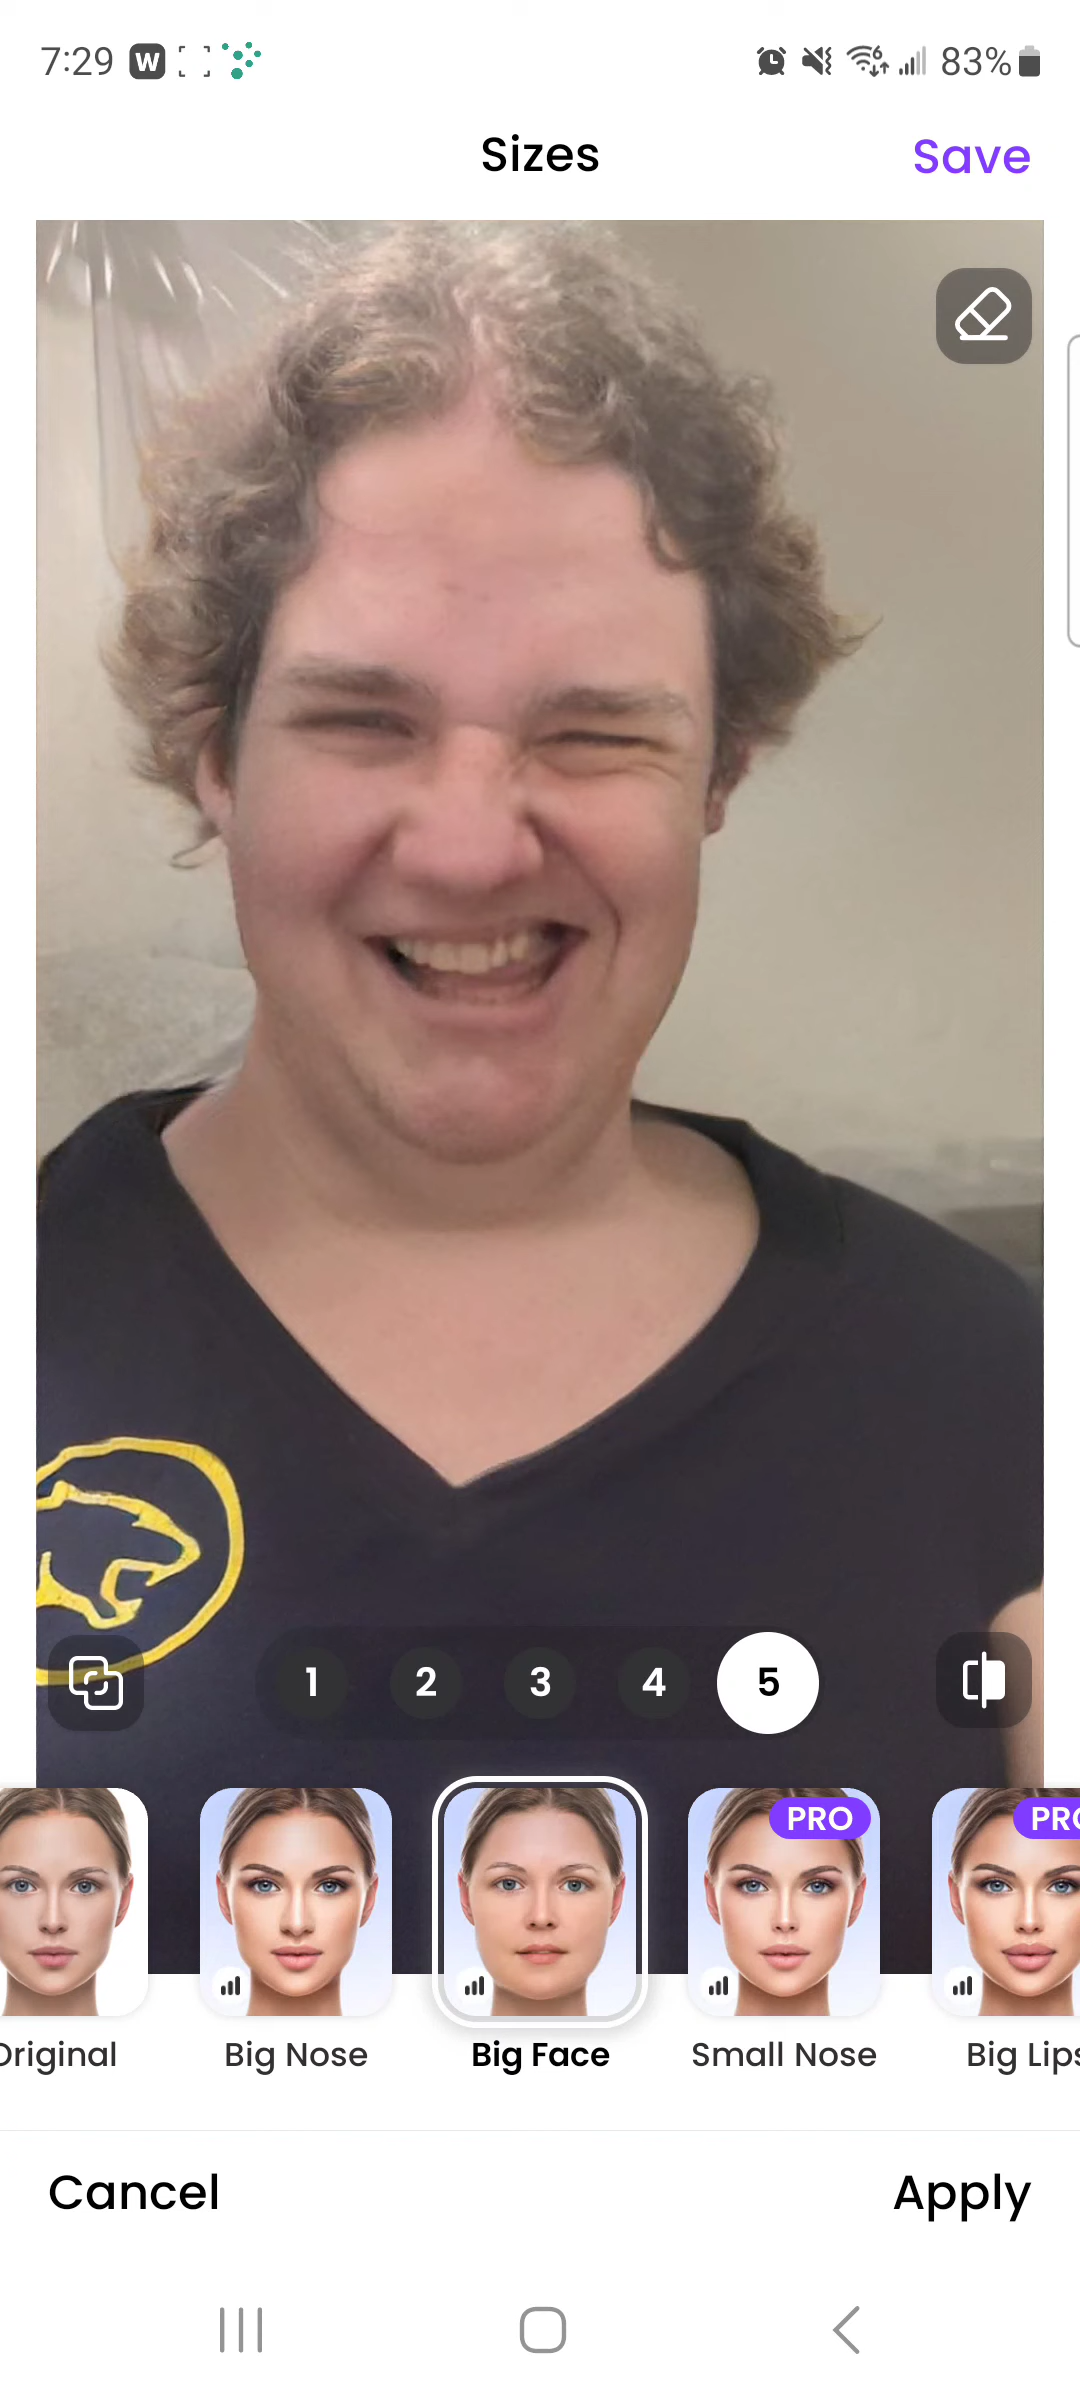 7:29 W 83%
Sizes Save
1 2 3 4 5
PRO PRO
Original Big Nose Big Face Small Nose Big Lips
Cancel Apply